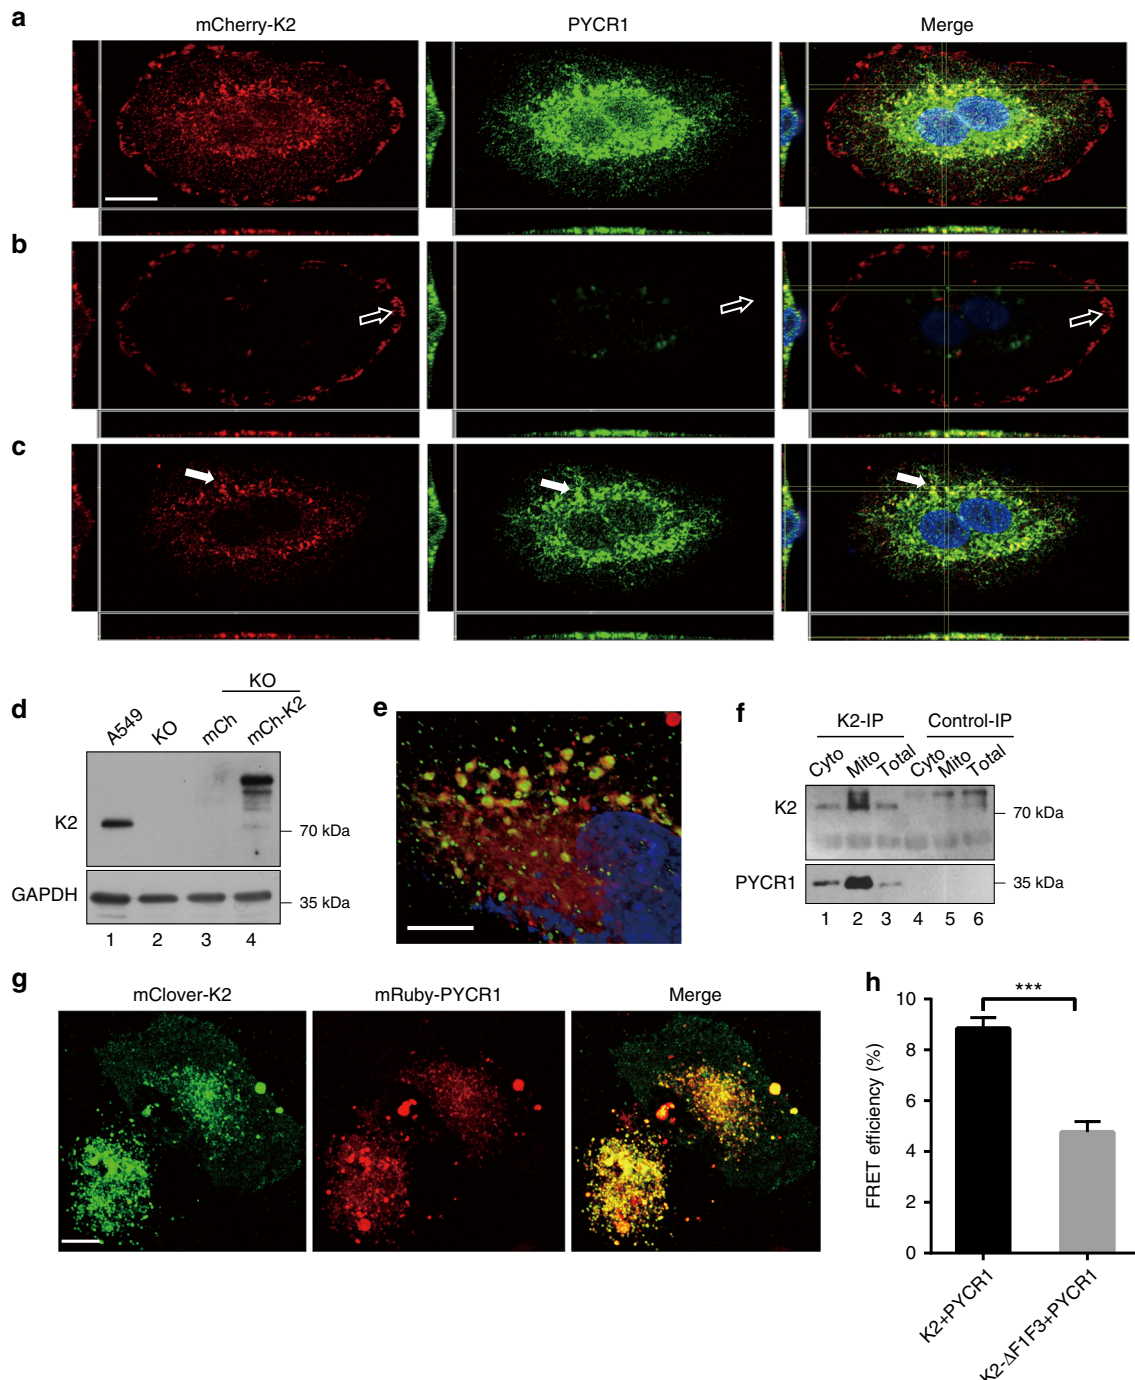 a
mCherry-K2 PYCR1 Merge
b
c
d
KO
A549 KO mCh mCh-K2
K2
70 kDa
GAPDH
35 kDa
1 2 3 4
e
f
K2-IP Control-IP
Cyto Mito Total Cyto Mito Total
K2
70 kDa
PYCR1
35 kDa
1 2 3 4 5 6
g
mClover-K2 mRuby-PYCR1 Merge
h
***
10
8
6
4
2
0
FRET efficiency (%)
K2+PYCR1
K2-ΔF1F3+PYCR1